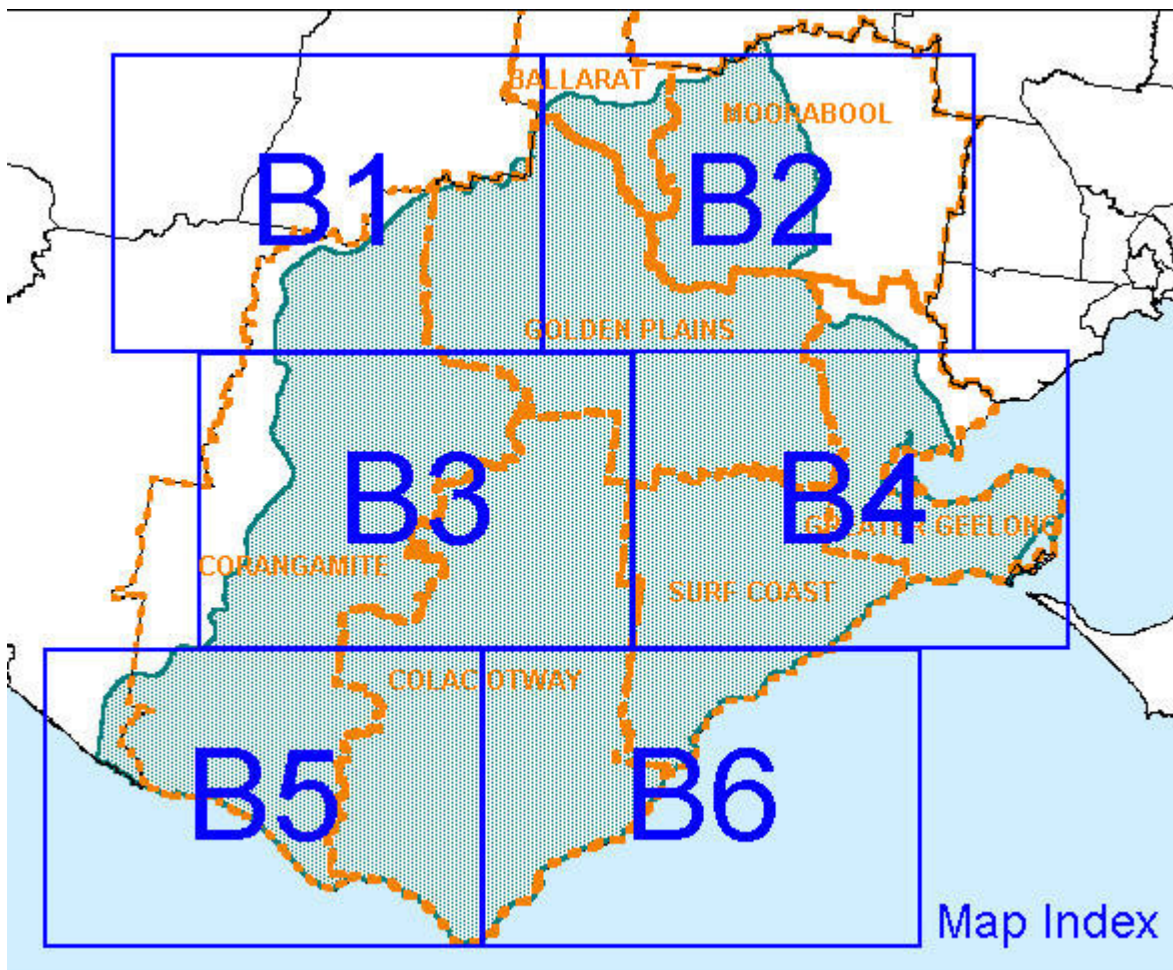 BALLARAT
MOORABOOL
B1
B2
GOLDEN PLAINS
B3
B4
GREATER GEELONG
CORANGAMITE
SURF COAST
COLAC OTWAY
B5
B6
Map Index